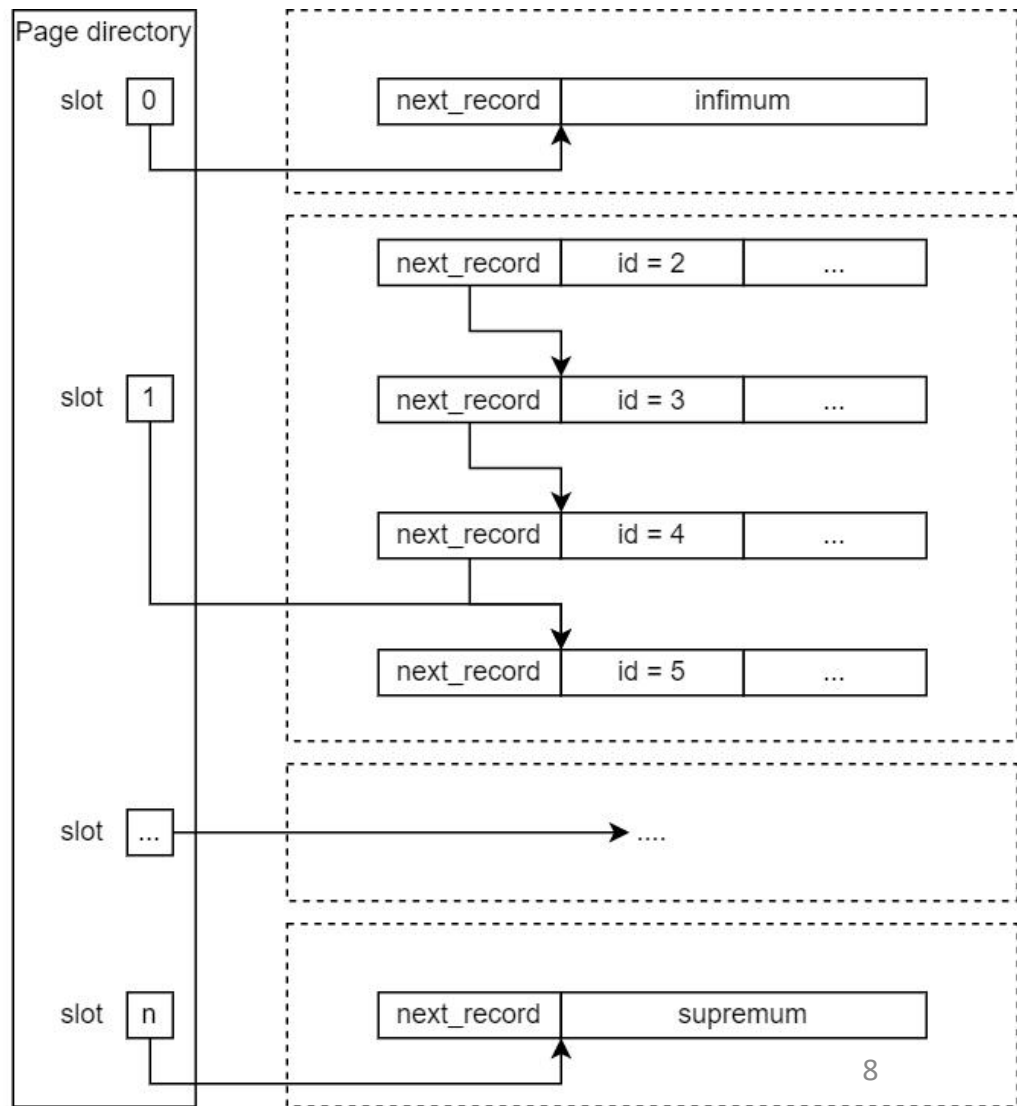 Page directory
slot 0 next_record infimum
next_record id = 2 ...
slot 1 next_record id = 3 ...
next_record id = 4 ...
next_record id = 5 ...
slot ... ....
slot n next_record supremum
8